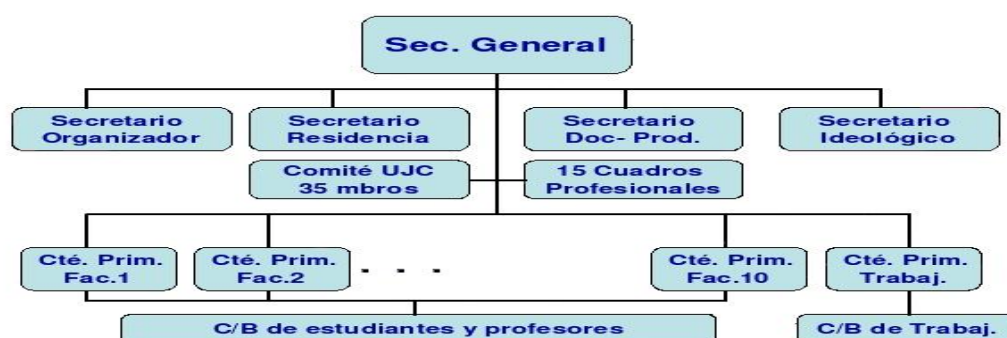 Sec. General
Secretario
Organizador
Secretario
Residencia
Secretario
Doc- Prod.
Secretario
Ideológico
Comité UJC
35 mbros
15 Cuadros
Profesionales
Cté. Prim.
Fac.1
Cté. Prim.
Fac.2
. . .
Cté. Prim.
Fac.10
Cté. Prim.
Trabaj.
C/B de estudiantes y profesores
C/B de Trabaj.